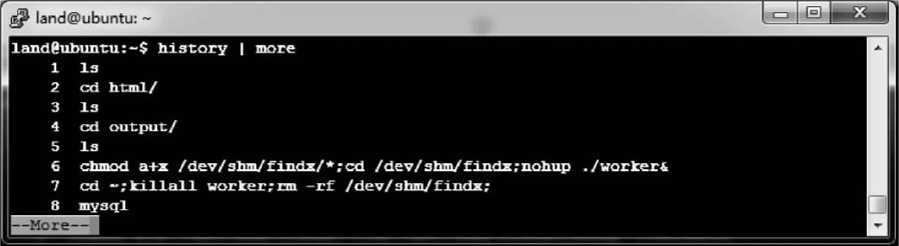 land@ubuntu: ~
land@ubuntu:~$ history | more
1 ls
2 cd html/
3 ls
4 cd output/
5 ls
6 chmod a+x /dev/shm/findx/*;cd /dev/shm/findx;nohup ./worker&
7 cd ~;killall worker;rm -rf /dev/shm/findx;
8 mysql
--More--